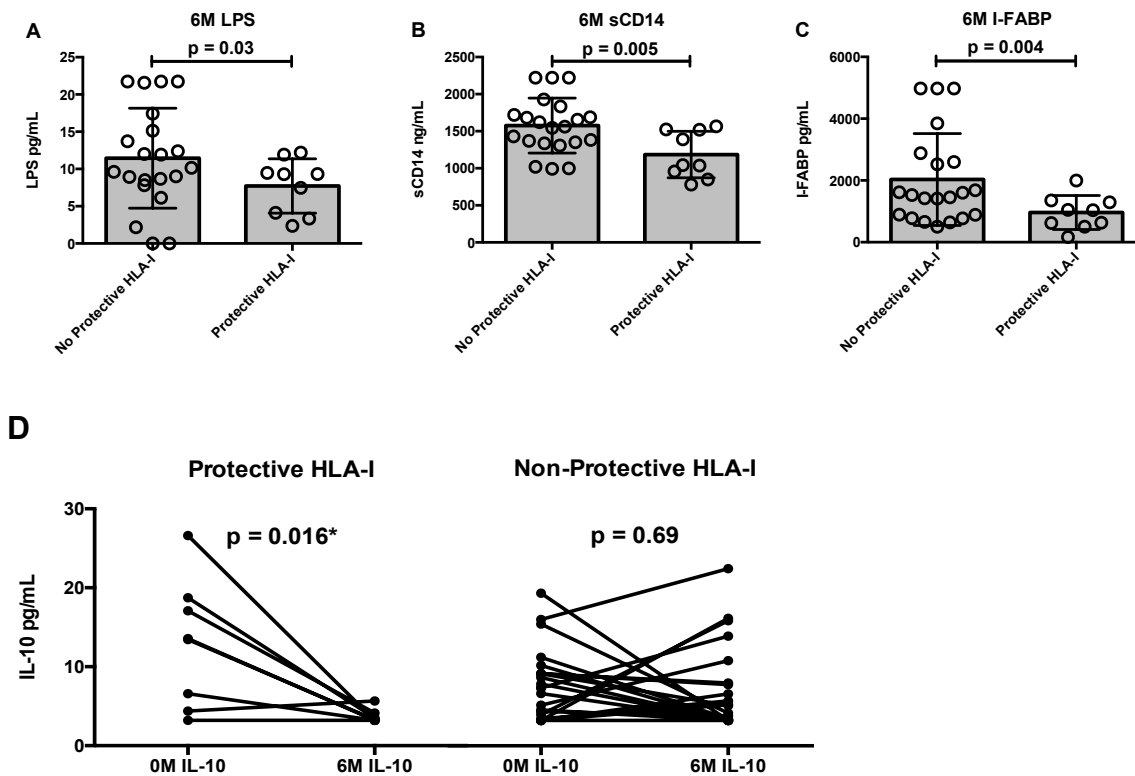 A
6M LPS
p = 0.03
25
20
15
10
5
0
LPS pg/mL
No Protective HLA-I
Protective HLA-I
B
6M sCD14
p = 0.005
2500
2000
1500
1000
500
0
sCD14 ng/mL
No Protective HLA-I
Protective HLA-I
C
6M I-FABP
p = 0.004
6000
4000
2000
0
I-FABP pg/mL
No Protective HLA-I
Protective HLA-I
D
Protective HLA-I
Non-Protective HLA-I
p = 0.016*
p = 0.69
30
20
10
0
IL-10 pg/mL
0M IL-10
6M IL-10
0M IL-10
6M IL-10